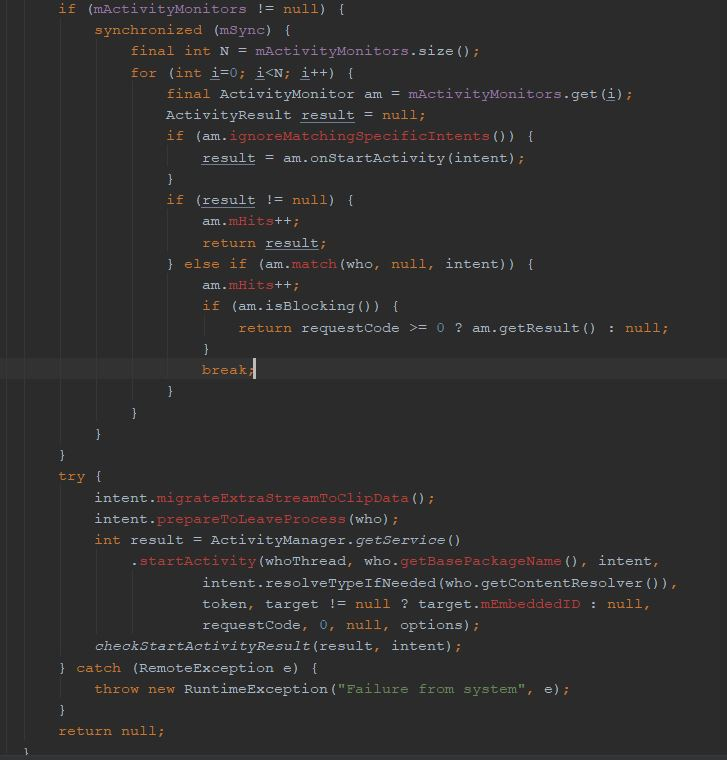 if (mActivityMonitors != null) {
synchronized (mSync) {
final int N = mActivityMonitors.size();
for (int i=0; i<N; i++) {
final ActivityMonitor am = mActivityMonitors.get(i);
ActivityResult result = null;
if (am.ignoreMatchingSpecificIntents()) {
result = am.onStartActivity(intent);
}
if (result != null) {
am.mHits++;
return result;
} else if (am.match(who, null, intent)) {
am.mHits++;
if (am.isBlocking()) {
return requestCode >= 0 ? am.getResult() : null;
}
break;
}
}
}
}
try {
intent.migrateExtraStreamToClipData();
intent.prepareToLeaveProcess(who);
int result = ActivityManager.getService()
.startActivity(whoThread, who.getBasePackageName(), intent,
intent.resolveTypeIfNeeded(who.getContentResolver()),
token, target != null ? target.mEmbeddedID : null,
requestCode, 0, null, options);
checkStartActivityResult(result, intent);
} catch (RemoteException e) {
throw new RuntimeException("Failure from system", e);
}
return null;
}